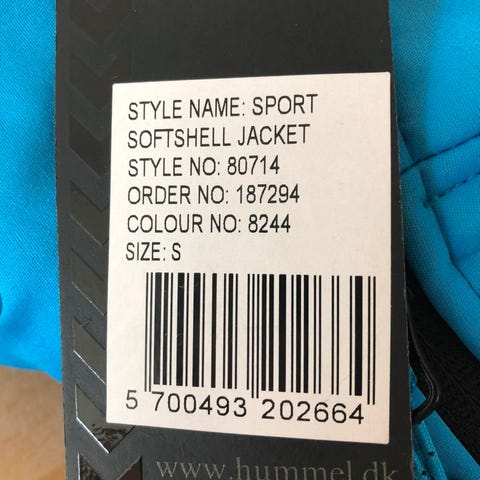 STYLE NAME: SPORT
SOFTSHELL JACKET
STYLE NO: 80714
ORDER NO: 187294
COLOUR NO: 8244
SIZE: S
5 700493 202664
www.hummel.dk